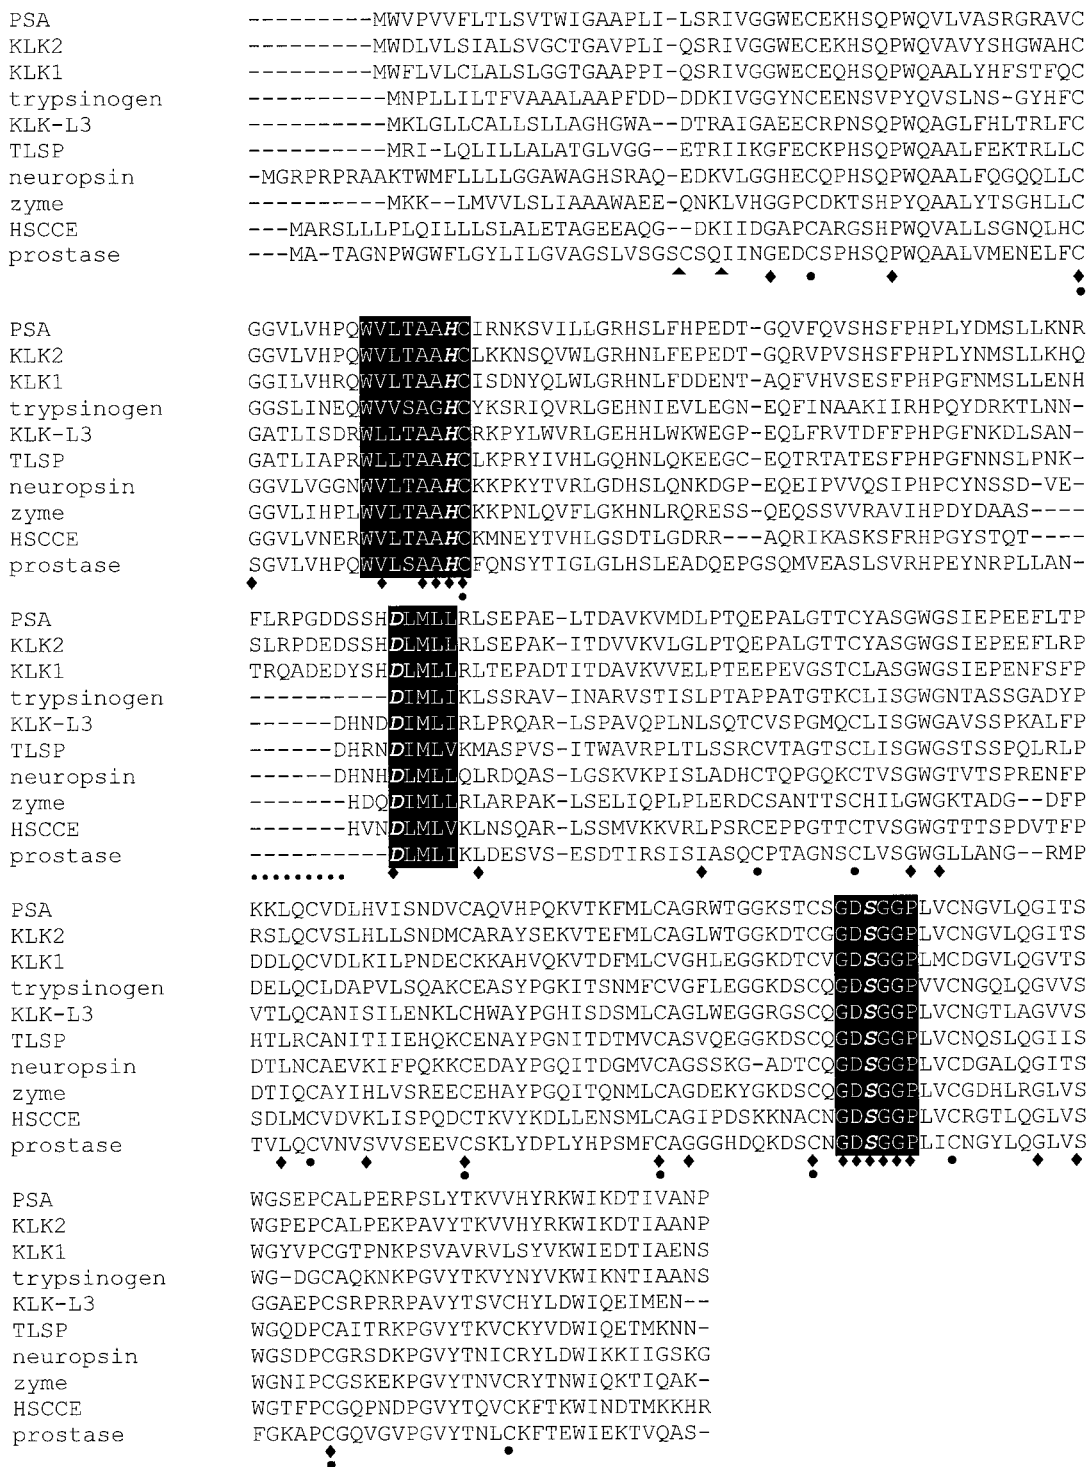 PSA ---------MWVPVVFLTLSVTWIGAAPLI-LSRIVGGWECEKHSQPWQVLVASRGRAVC
KLK2 ---------MWDLVLSIALSVGCTGAVPLI-QSRIVGGWECEKHSQPWQVAVYSHGWAHC
KLK1 ---------MWFLVLCLALSLGGTGAAPPI-QSRIVGGWECEQHSQPWQAALYHFSTFQC
trypsinogen ----------MNPLLILTFVAAALAAPFDD-DDKIVGGYNCEENSVPYQVSLNS-GYHFC
KLK-L3 ---------MKLGLLCALLSLLAGHGWA--DTRAIGAEECRPNSQPWQAGLFHLTRLFC
TLSP ----------MRI-LQLILLALATGLVGG--ETRIIKGFECKPHSQPWQAALFEKTRLLC
neuropsin -MGRPRPRAAKTWMFLLLLGGAWAGHSRAQ-EDKVLGGHECQPHSQPWQAALFQGQQLLC
zyme ----------MKK--LMVVLSLIAAAWAEE-QNKLVHGGPCDKTSHPYQAALYTSGHLLC
HSCCE ---MARSLLLPLQILLLSLALETAGEEAQG--DKIIDGAPCARGSHPWQVALLSGNQLHC
prostase ---MA-TAGNPWGWFLGYLILGVAGSLVSGSCSQIINGEDCSPHSQPWQAALVMENELFC
▲ ▲ ♦ ● ♦ ♦
●
PSA GGVLVHPQWVLTAAHCIRNKSVILLGRHSLFHPEDT-GQVFQVSHSFPHPLYDMSLLKNR
KLK2 GGVLVHPQWVLTAAHCLKKNSQVWLGRHNLFEPEDT-GQRVPVSHSFPHPLYNMSLLKHQ
KLK1 GGILVHRQWVLTAAHCISDNYQLWLGRHNLFDDENT-AQFVHVSESFPHPGFNMSLLENH
trypsinogen GGSLINEQWVVSAGHCYKSRIQVRLGEHNIEVLEGN-EQFINAAKIIRHPQYDRKTLNN-
KLK-L3 GATLISDRWLLTAAHCRKPYLWVRLGEHHLWKWEGP-EQLFRVTDFFPHPGFNKDLSAN-
TLSP GATLIAPRWLLTAAHCLKPRYIVHLGQHNLQKEEGC-EQTRTATESFPHPGFNNSLPNK-
neuropsin GGVLVGGNWVLTAAHCKKPKYTVRLGDHSLQNKDGP-EQEIPVVQSIPHPCYNSSD-VE-
zyme GGVLIHPLWVLTAAHCKKPNLQVFLGKHNLRQRESS-QEQSSVVRAVIHPDYDAAS----
HSCCE GGVLVNERWVLTAAHCKMNEYTVHLGSDTLGDRR---AQRIKASKSFRHPGYSTQT----
prostase SGVLVHPQWVLSAAHCFQNSYTIGLGLHSLEADQEPGSQMVEASLSVRHPEYNRPLLAN-
♦ ♦ ♦♦♦♦
●
PSA FLRPGDDSSHDLMLLRLSEPAE-LTDAVKVMDLPTQEPALGTTCYASGWGSIEPEEFLTP
KLK2 SLRPDEDSSHDLMLLRLSEPAK-ITDVVKVLGLPTQEPALGTTCYASGWGSIEPEEFLRP
KLK1 TRQADEDYSHDLMLLRLTEPADTITDAVKVVELPTEEPEVGSTCLASGWGSIEPENFSFP
trypsinogen ----------DIMLIKLSSRAV-INARVSTISLPTAPPATGTKCLISGWGNTASSGADYP
KLK-L3 -------DHNDDIMLIRLPRQAR-LSPAVQPLNLSQTCVSPGMQCLISGWGAVSSPKALFP
TLSP -------DHRNDIMLVKMASPVS-ITWAVRPLTLSSRCVTAGTSCLISGWGSTSSPQLRLP
neuropsin -------DHNHDLMLLQLRDQAS-LGSKVKPISLADHCTQPGQKCTVSGWGTVTSPRENFP
zyme -------HDQDIMLLRLARPAK-LSELIQPLPLERDCSANTTSCHILGWGKTADG--DFP
HSCCE -------HVNDLMLVKLNSQAR-LSSMVKKVRLPSRCEPPGTTCTVSGWGTTTSPDVTFP
prostase ----------DLMLIKLDESVS-ESDTIRSISIASQCPTAGNSCLVSGWGLLANG--RMP
●●●●●●●●● ♦ ♦ ♦ ● ● ♦ ♦
PSA KKLQCVDLHVISNDVCAQVHPQKVTKFMLCAGRWTGGKSTCSGDSGGPLVCNGVLQGITS
KLK2 RSLQCVSLHLLSNDMCARAYSEKVTEFMLCAGLWTGGKDTCGGDSGGPLVCNGVLQGITS
KLK1 DDLQCVDLKILPNDECKKAHVQKVTDFMLCVGHLEGGKDTCVGDSGGPLMCDGVLQGVTS
trypsinogen DELQCLDAPVLSQAKCEASYPGKITSNMFCVGFLEGGKDSCQGDSGGPVVCNGQLQGVVS
KLK-L3 VTLQCANISILENKLCHWAYPGHISDSMLCAGLWEGGRGSCQGDSGGPLVCNGTLAGVVS
TLSP HTLRCANITIIEHQKCENAYPGNITDTMVCASVQEGGKDSCQGDSGGPLVCNQSLQGIIS
neuropsin DTLNCAEVKIFPQKKCEDAYPGQITDGMVCAGSSKG-ADTCQGDSGGPLVCDGALQGITS
zyme DTIQCAYIHLVSREECEHAYPGQITQNMLCAGDEKYGKDSCQGDSGGPLVCGDHLRGLVS
HSCCE SDLMCVDVKLISPQDCTKVYKDLLENSMLCAGIPDSKKNACNGDSGGPLVCRGTLQGLVS
prostase TVLQCVNVSVVSEEVCSKLYDPLYHPSMFCAGGGHDQKDSCNGDSGGPLICNGYLQGLVS
♦ ● ♦ ♦ ♦ ♦ ♦ ♦♦♦♦♦♦ ● ♦ ♦
● ● ●
PSA WGSEPCALPERPSLYTKVVHYRKWIKDTIVANP
KLK2 WGPEPCALPEKPAVYTKVVHYRKWIKDTIAANP
KLK1 WGYVPCGTPNKPSVAVRVLSYVKWIEDTIAENS
trypsinogen WG-DGCAQKNKPGVYTKVYNYVKWIKNTIAANS
KLK-L3 GGAEPCSRPRRPAVYTSVCHYLDWIQEIMEN--
TLSP WGQDPCAITRKPGVYTKVCKYVDWIQETMKNN-
neuropsin WGSDPCGRSDKPGVYTNICRYLDWIKKIIGSKG
zyme WGNIPCGSKEKPGVYTNVCRYTNWIQKTIQAK-
HSCCE WGTFPCGQPNDPGVYTQVCKFTKWINDTMKKHR
prostase FGKAPCGQVGVPGVYTNLCKFTEWIEKTVQAS-
♦ ●
●